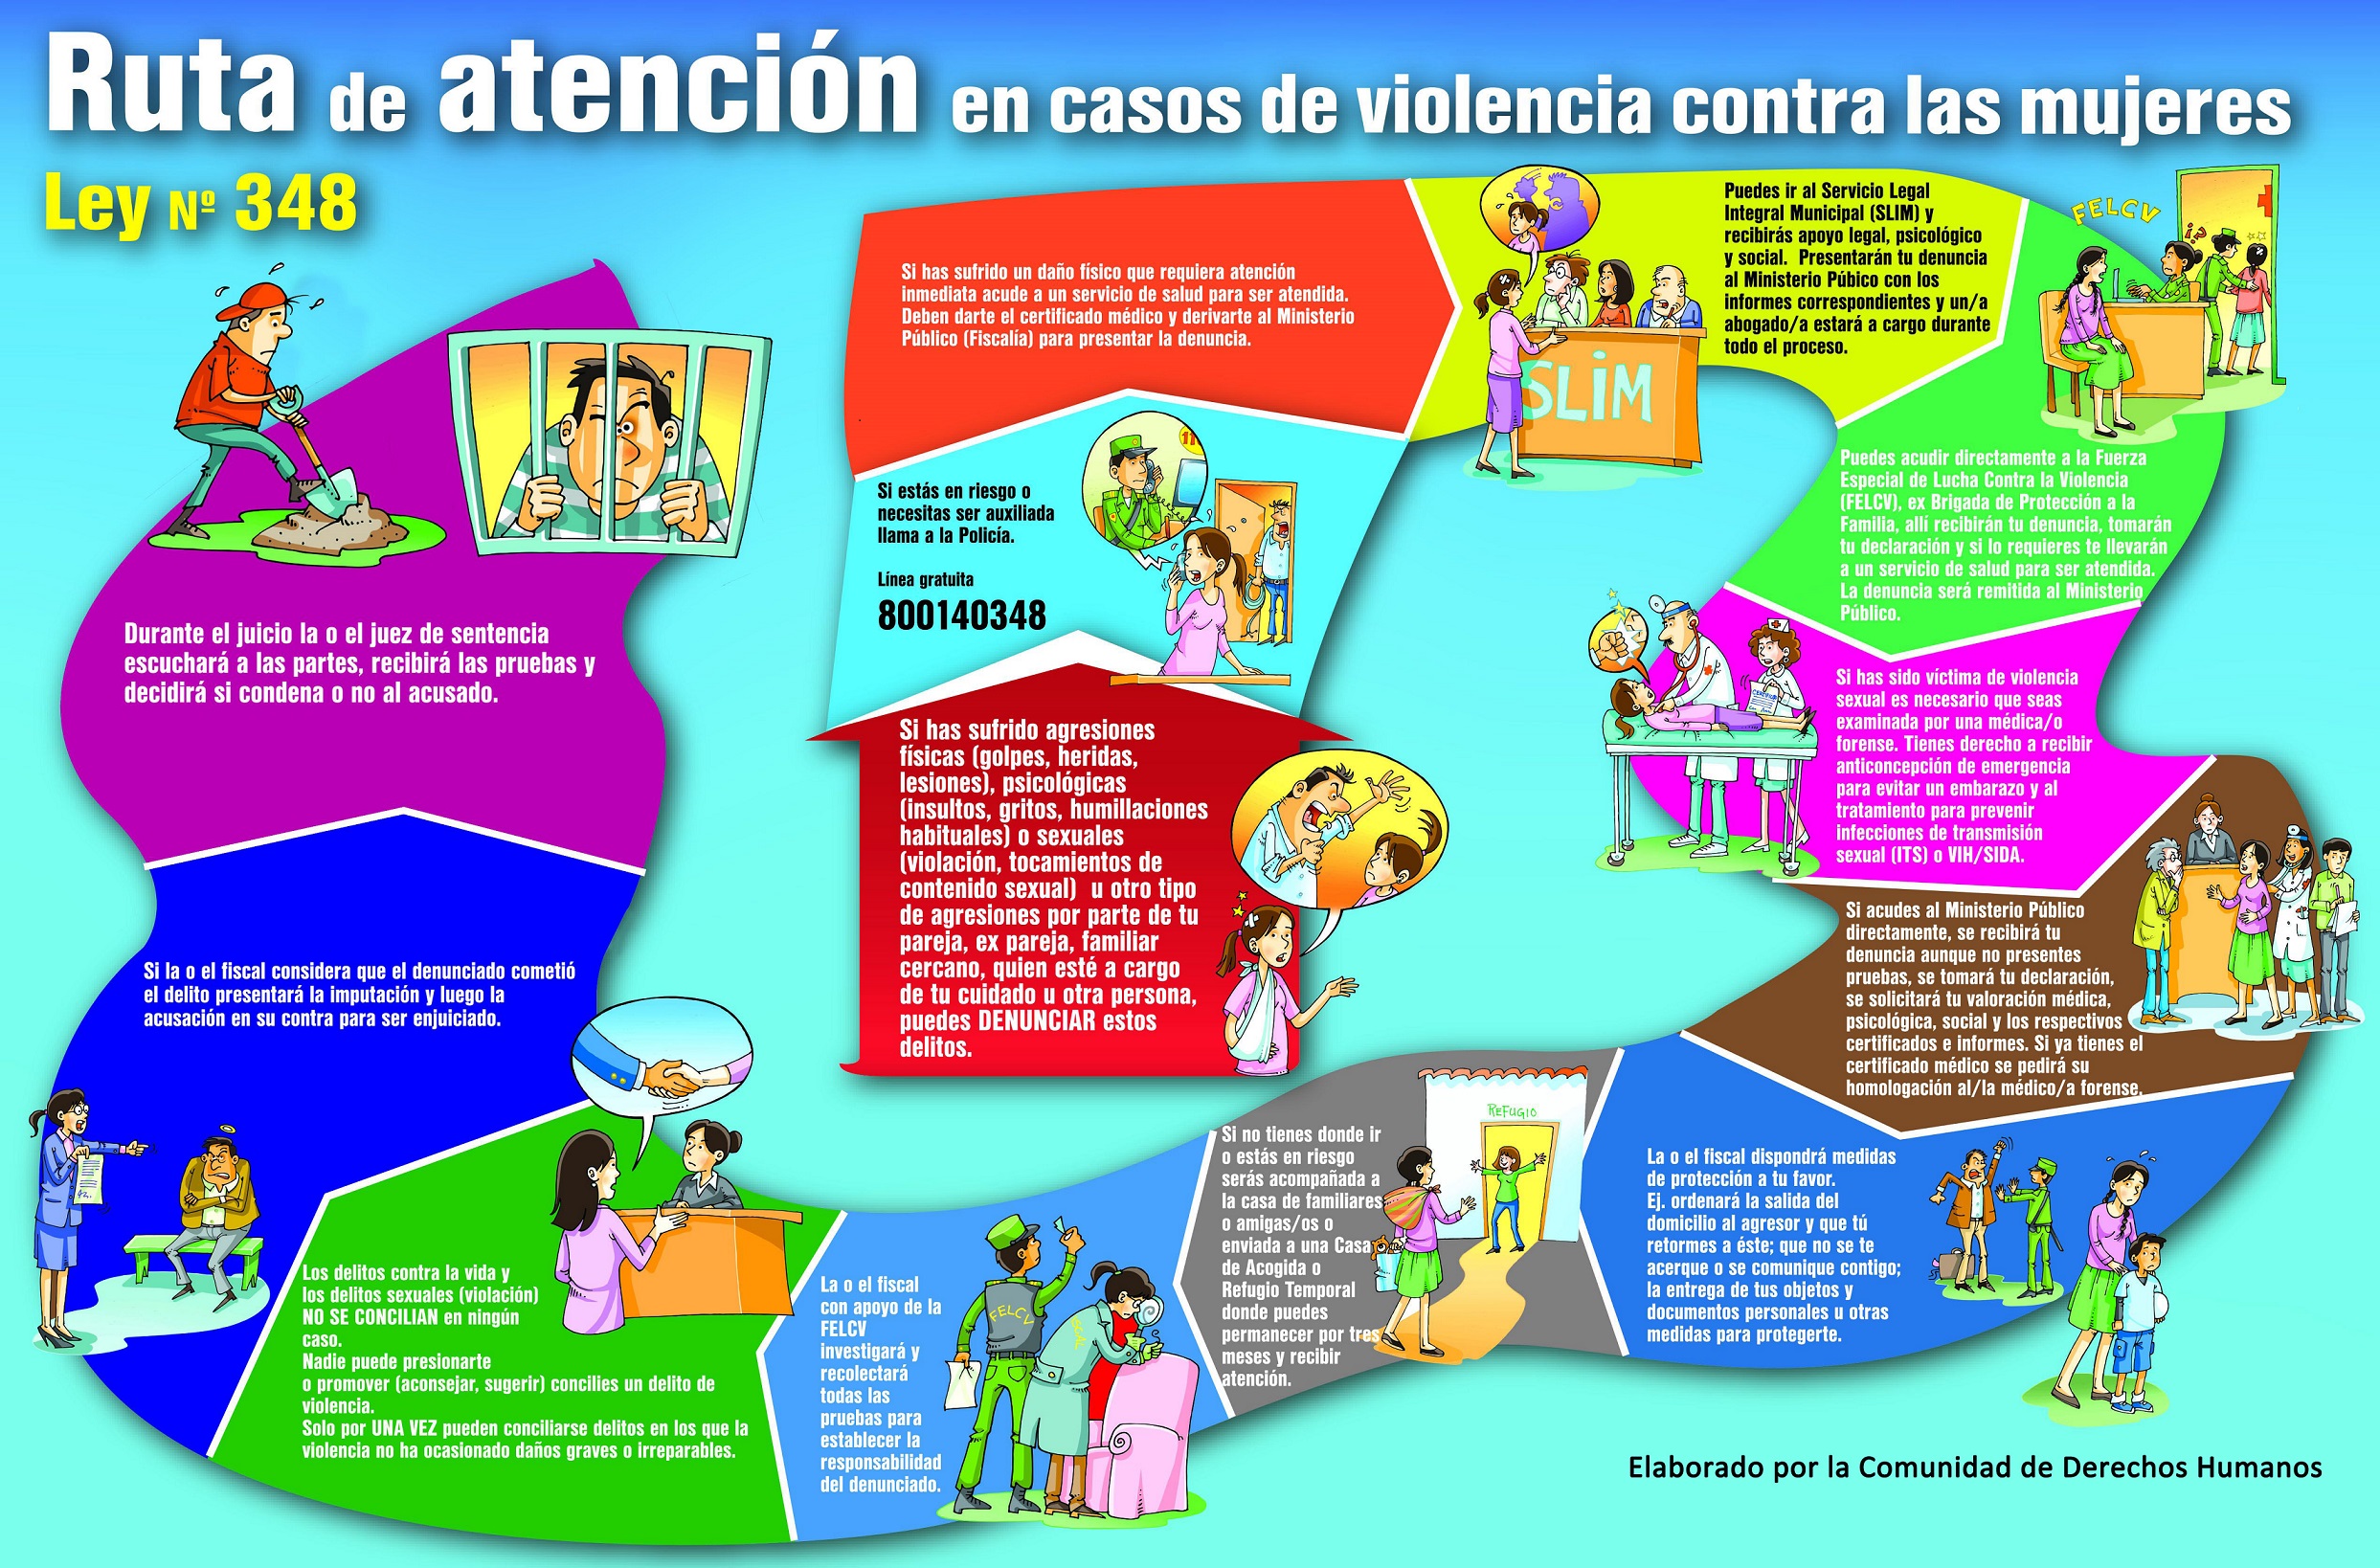 Ruta de atención en casos de violencia contra las mujeres
Ley Nº 348
Si has sufrido agresiones
físicas (golpes, heridas,
lesiones), psicológicas
(insultos, gritos, humillaciones
habituales) o sexuales
(violación, tocamientos de
contenido sexual) u otro tipo
de agresiones por parte de tu
pareja, ex pareja, familiar
cercano, quien esté a cargo
de tu cuidado u otra persona,
puedes DENUNCIAR estos
delitos.
Si estás en riesgo o
necesitas ser auxiliada
llama a la Policía.
Línea gratuita
800140348
11
Si has sufrido un daño físico que requiera atención
inmediata acude a un servicio de salud para ser atendida.
Deben darte el certificado médico y derivarte al Ministerio
Público (Fiscalía) para presentar la denuncia.
SLIM
Puedes ir al Servicio Legal
Integral Municipal (SLIM) y
recibirás apoyo legal, psicológico
y social. Presentarán tu denuncia
al Ministerio Púbico con los
informes correspondientes y un/a
abogado/a estará a cargo durante
todo el proceso.
FELCV
¿?
Puedes acudir directamente a la Fuerza
Especial de Lucha Contra la Violencia
(FELCV), ex Brigada de Protección a la
Familia, allí recibirán tu denuncia, tomarán
tu declaración y si lo requieres te llevarán
a un servicio de salud para ser atendida.
La denuncia será remitida al Ministerio
Público.
Si has sido víctima de violencia
sexual es necesario que seas
examinada por una médica/o
forense. Tienes derecho a recibir
anticoncepción de emergencia
para evitar un embarazo y al
tratamiento para prevenir
infecciones de transmisión
sexual (ITS) o VIH/SIDA.
Si acudes al Ministerio Público
directamente, se recibirá tu
denuncia aunque no presentes
pruebas, se tomará tu declaración,
se solicitará tu valoración médica,
psicológica, social y los respectivos
certificados e informes. Si ya tienes el
certificado médico se pedirá su
homologación al/la médico/a forense.
La o el fiscal dispondrá medidas
de protección a tu favor.
Ej. ordenará la salida del
domicilio al agresor y que tú
retormes a éste; que no se te
acerque o se comunique contigo;
la entrega de tus objetos y
documentos personales u otras
medidas para protegerte.
REFUGIO
Si no tienes donde ir
o estás en riesgo
serás acompañada a
la casa de familiares
o amigas/os o
enviada a una Casa
de Acogida o
Refugio Temporal
donde puedes
permanecer por tres
meses y recibir
atención.
La o el fiscal
con apoyo de la
FELCV
investigará y
recolectará
todas las
pruebas para
establecer la
responsabilidad
del denunciado.
FELCV
Los delitos contra la vida y
los delitos sexuales (violación)
NO SE CONCILIAN en ningún
caso.
Nadie puede presionarte
o promover (aconsejar, sugerir) concilies un delito de
violencia.
Solo por UNA VEZ pueden conciliarse delitos en los que la
violencia no ha ocasionado daños graves o irreparables.
Si la o el fiscal considera que el denunciado cometió
el delito presentará la imputación y luego la
acusación en su contra para ser enjuiciado.
Durante el juicio la o el juez de sentencia
escuchará a las partes, recibirá las pruebas y
decidirá si condena o no al acusado.
Elaborado por la Comunidad de Derechos Humanos